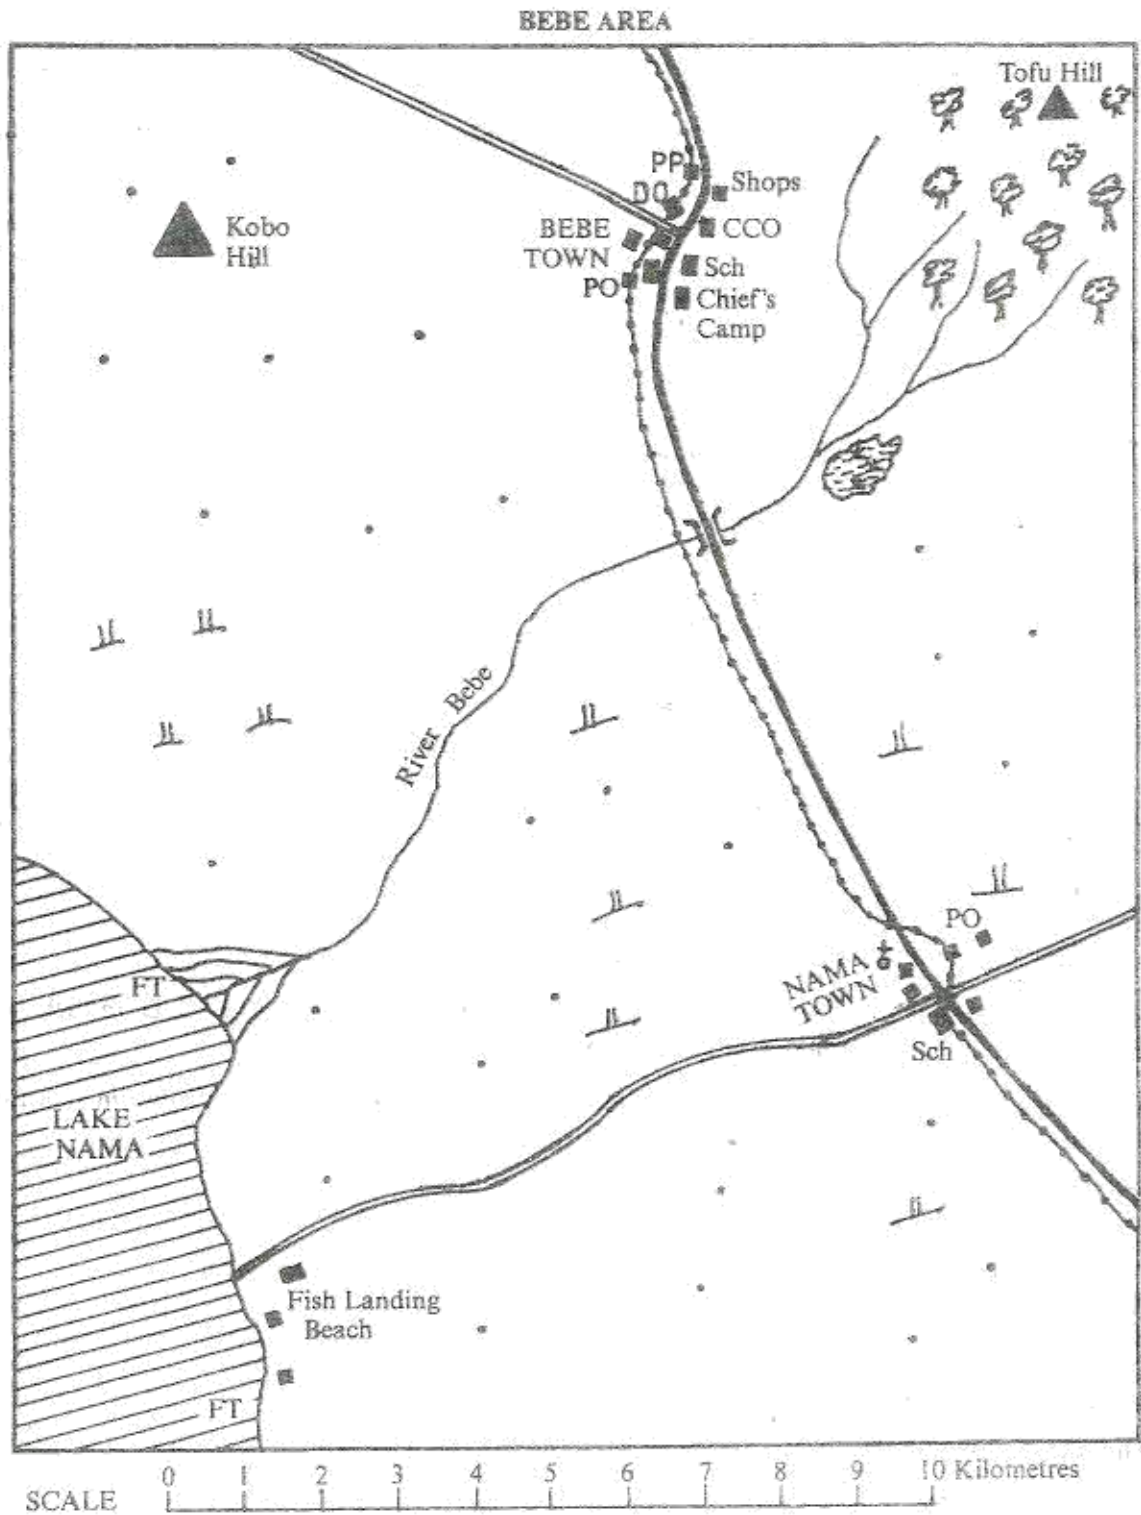 BEBE AREA
Tofu Hill
PP
Shops
DO
Kobo
Hill
BEBE
TOWN
CCO
Sch
PO
Chief's
Camp
River Bebe
PO
NAMA
TOWN
FT
Sch
LAKE
NAMA
Fish Landing
Beach
FT
SCALE
0 1 2 3 4 5 6 7 8 9 10 Kilometres